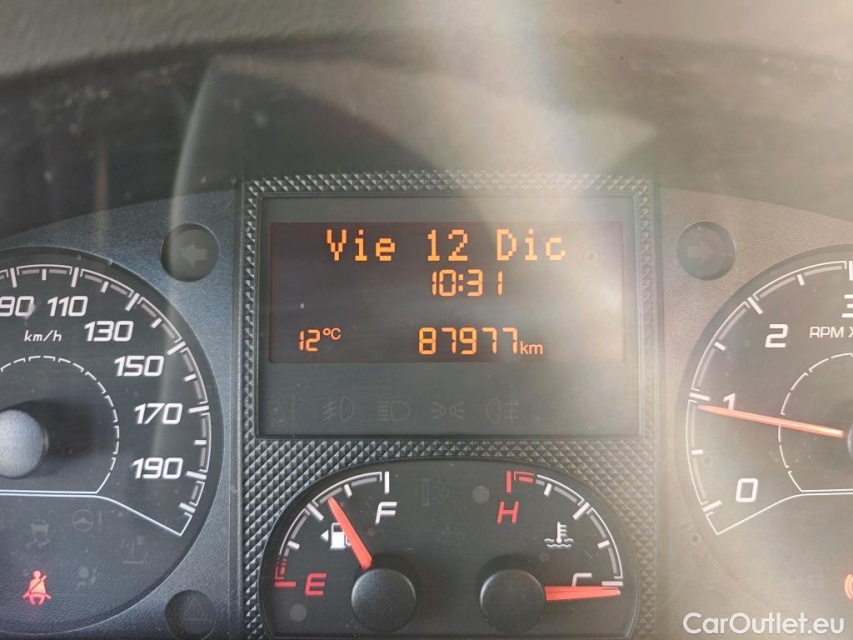 Vie 12 Dic
10:31
12°C 87977km
90 110
km/h 130
150
170
190
3
2 RPM X
1
0
F
E
H
C
CarOutlet.eu